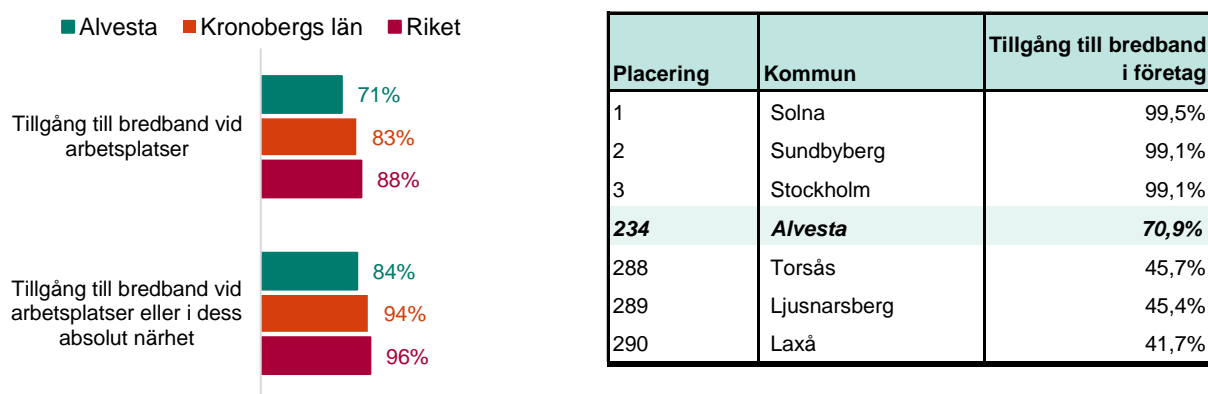 Alvesta Kronobergs län Riket
Tillgång till bredband vid
arbetsplatser
71%
83%
88%
Tillgång till bredband vid
arbetsplatser eller i dess
absolut närhet
84%
94%
96%
Placering Kommun Tillgång till bredband
i företag
1 Solna 99,5%
2 Sundbyberg 99,1%
3 Stockholm 99,1%
234 Alvesta 70,9%
288 Torsås 45,7%
289 Ljusnarsberg 45,4%
290 Laxå 41,7%